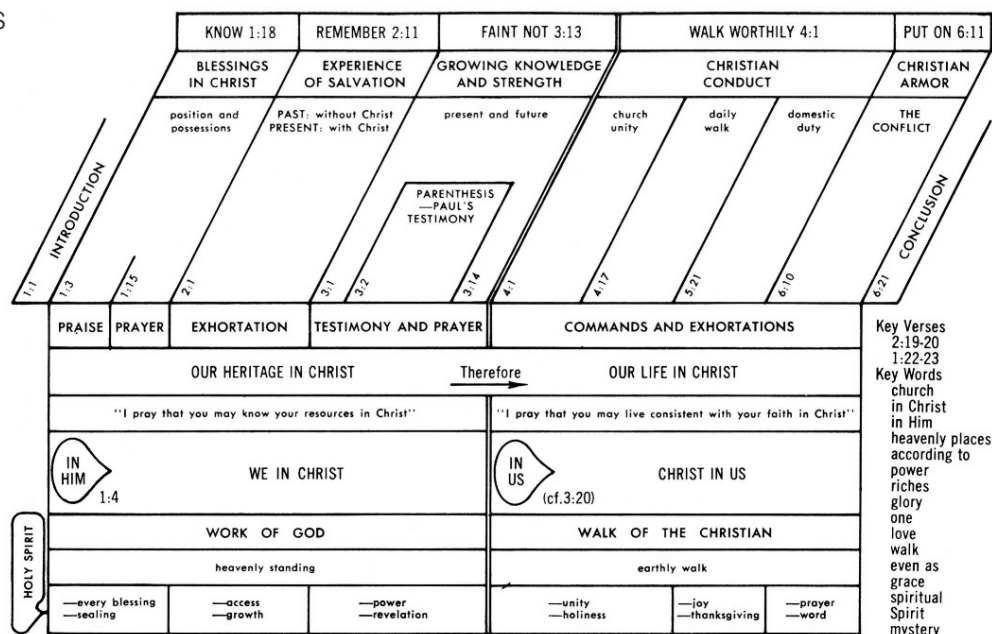 S
KNOW 1:18 REMEMBER 2:11 FAINT NOT 3:13 WALK WORTHILY 4:1 PUT ON 6:11
BLESSINGS IN CHRIST
EXPERIENCE OF SALVATION
GROWING KNOWLEDGE AND STRENGTH
CHRISTIAN CONDUCT
CHRISTIAN ARMOR
position and possessions
PAST: without Christ
PRESENT: with Christ
present and future
church unity
daily walk
domestic duty
THE CONFLICT
PARENTHESIS
—PAUL'S
TESTIMONY
INTRODUCTION
CONCLUSION
1:1 1:3 1:15 2:1 3:1 3:2 3:14 4:1 4:17 5:21 6:10 6:21
PRAISE PRAYER EXHORTATION TESTIMONY AND PRAYER COMMANDS AND EXHORTATIONS
OUR HERITAGE IN CHRIST Therefore OUR LIFE IN CHRIST
"I pray that you may know your resources in Christ" "I pray that you may live consistent with your faith in Christ"
IN HIM 1:4 WE IN CHRIST
IN US (cf.3:20) CHRIST IN US
WORK OF GOD WALK OF THE CHRISTIAN
heavenly standing earthly walk
HOLY SPIRIT
—every blessing
—sealing
—access
—growth
—power
—revelation
—unity
—holiness
—joy
—thanksgiving
—prayer
—word
Key Verses
2:19-20
1:22-23
Key Words
church
in Christ
in Him
heavenly places
according to
power
riches
glory
one
love
walk
even as
grace
spiritual
Spirit
mystery